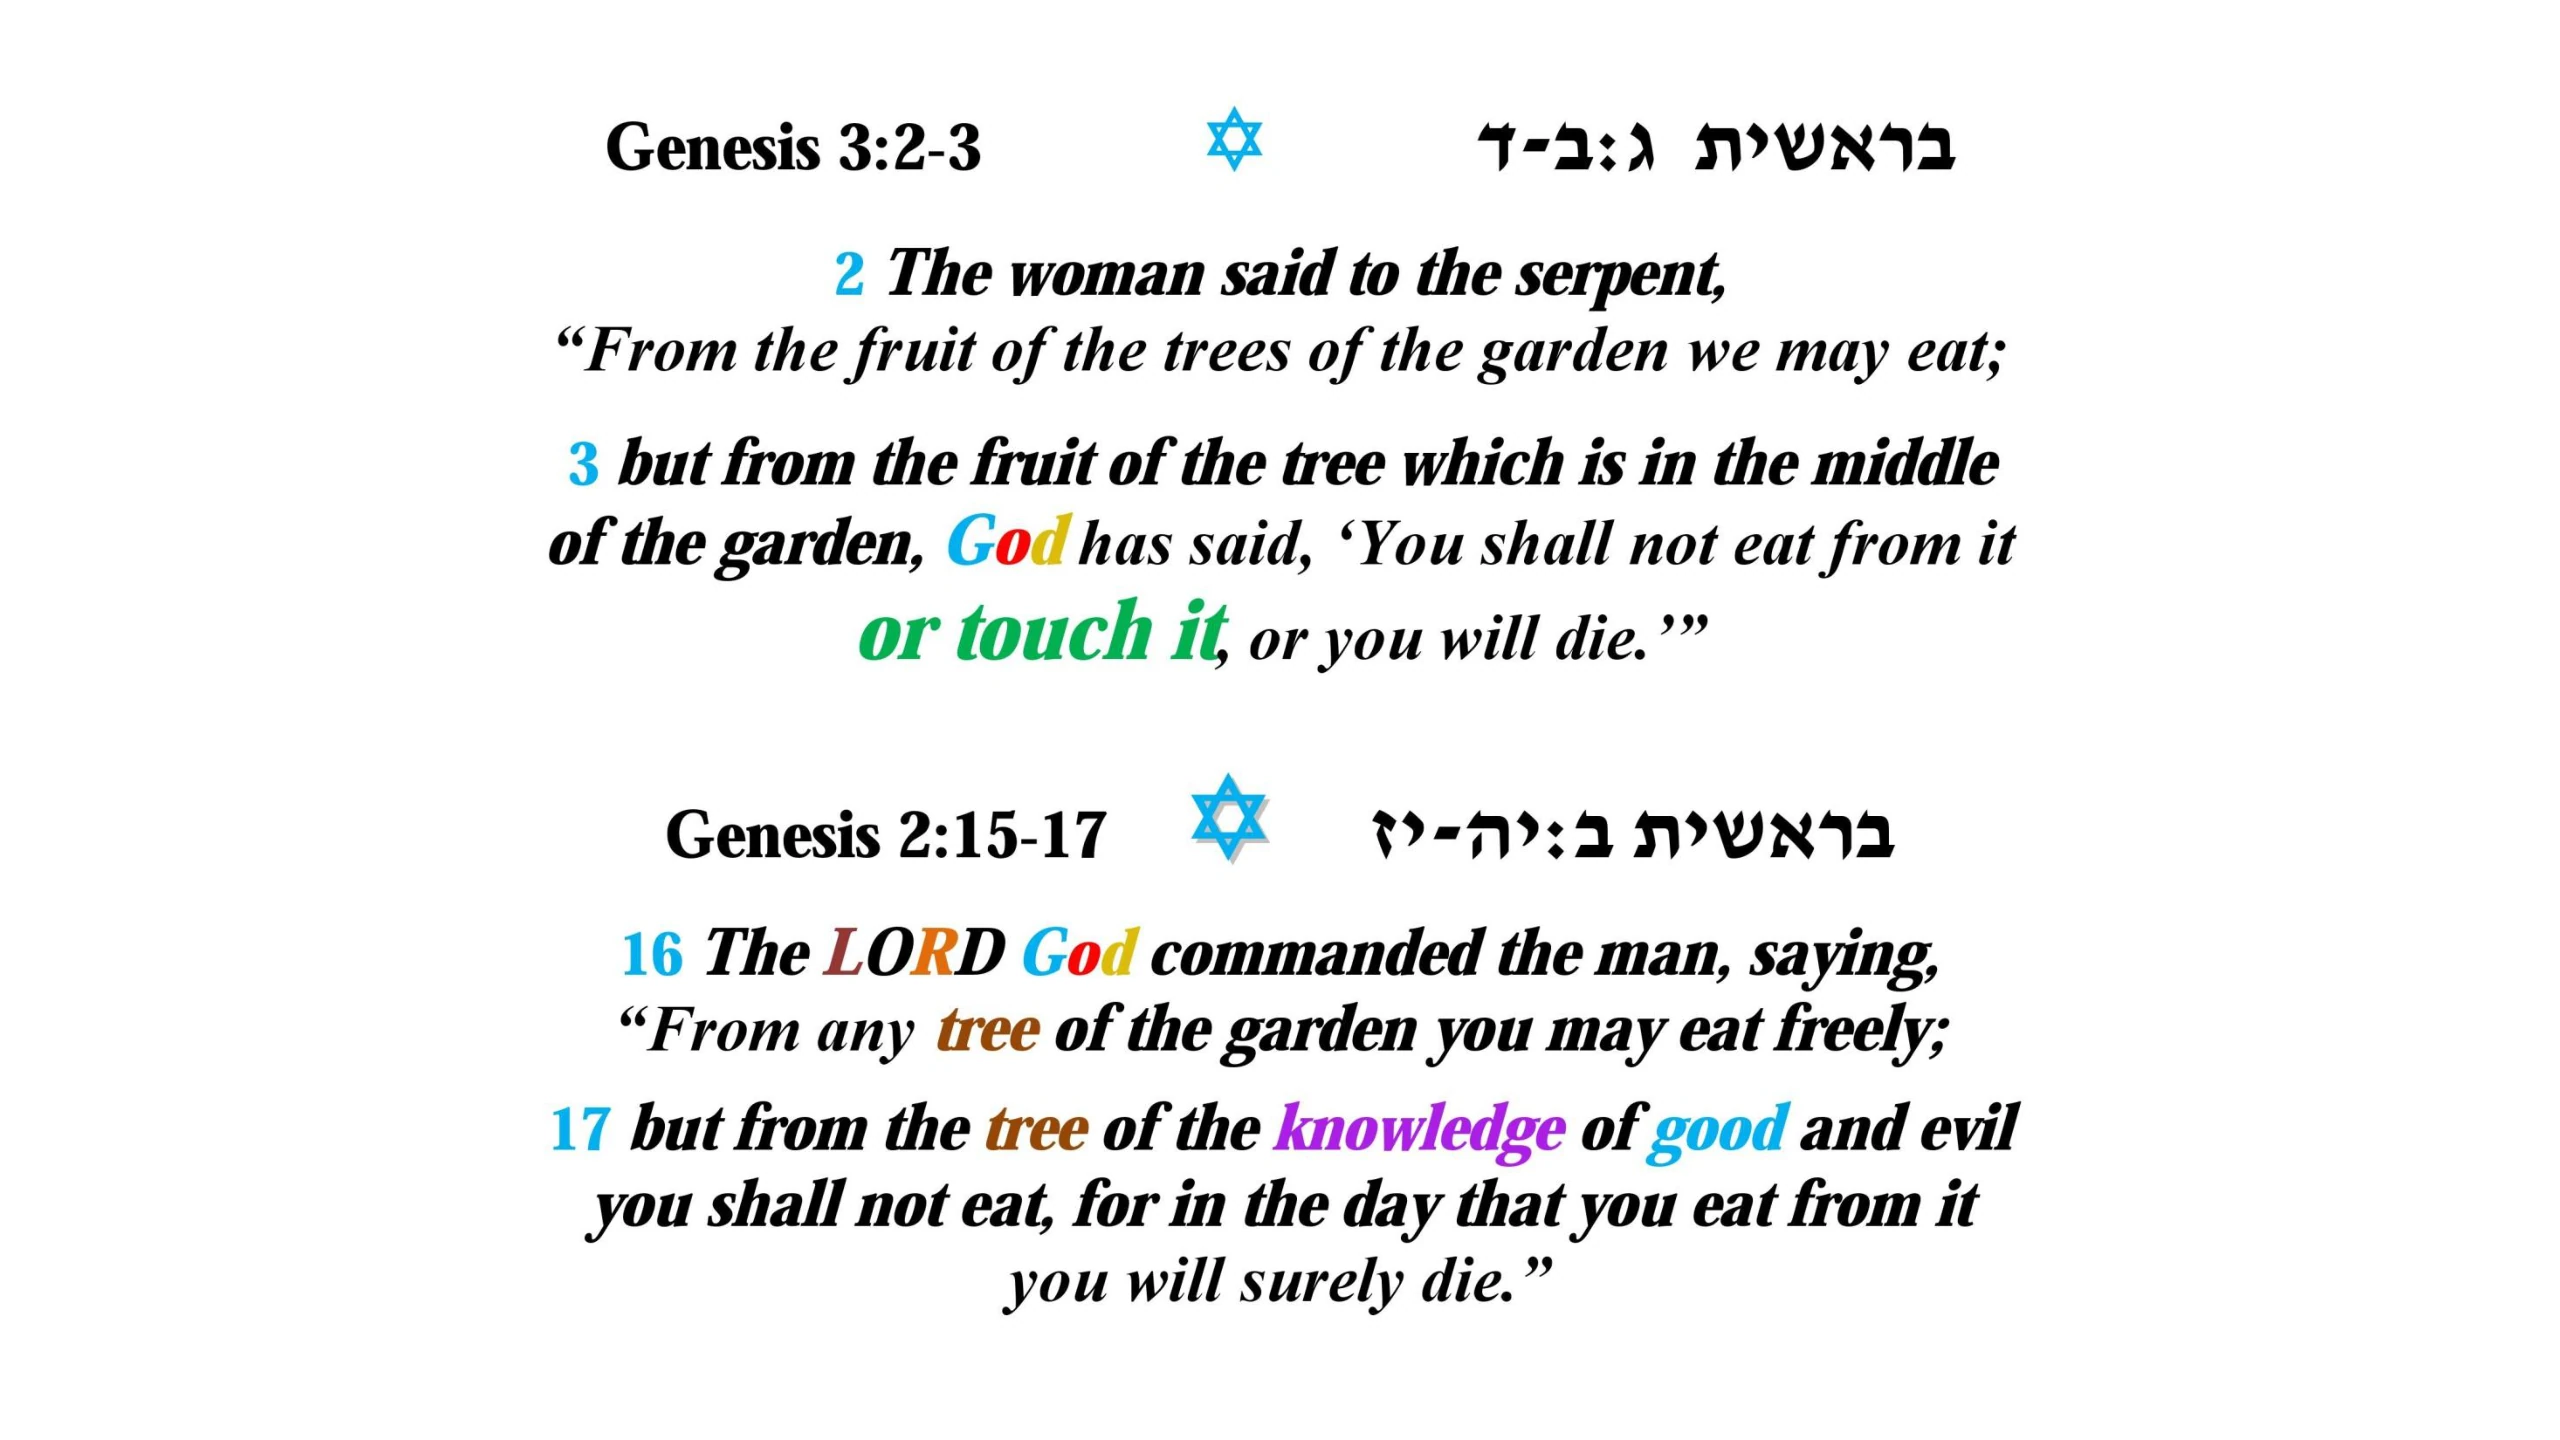 Genesis 3:2-3 בראשית ג:ב-ד
2 The woman said to the serpent,
“From the fruit of the trees of the garden we may eat;
3 but from the fruit of the tree which is in the middle
of the garden, God has said, ‘You shall not eat from it
or touch it, or you will die.’”
Genesis 2:15-17 בראשית ב:יה-יז
16 The LORD God commanded the man, saying,
“From any tree of the garden you may eat freely;
17 but from the tree of the knowledge of good and evil
you shall not eat, for in the day that you eat from it
you will surely die.”